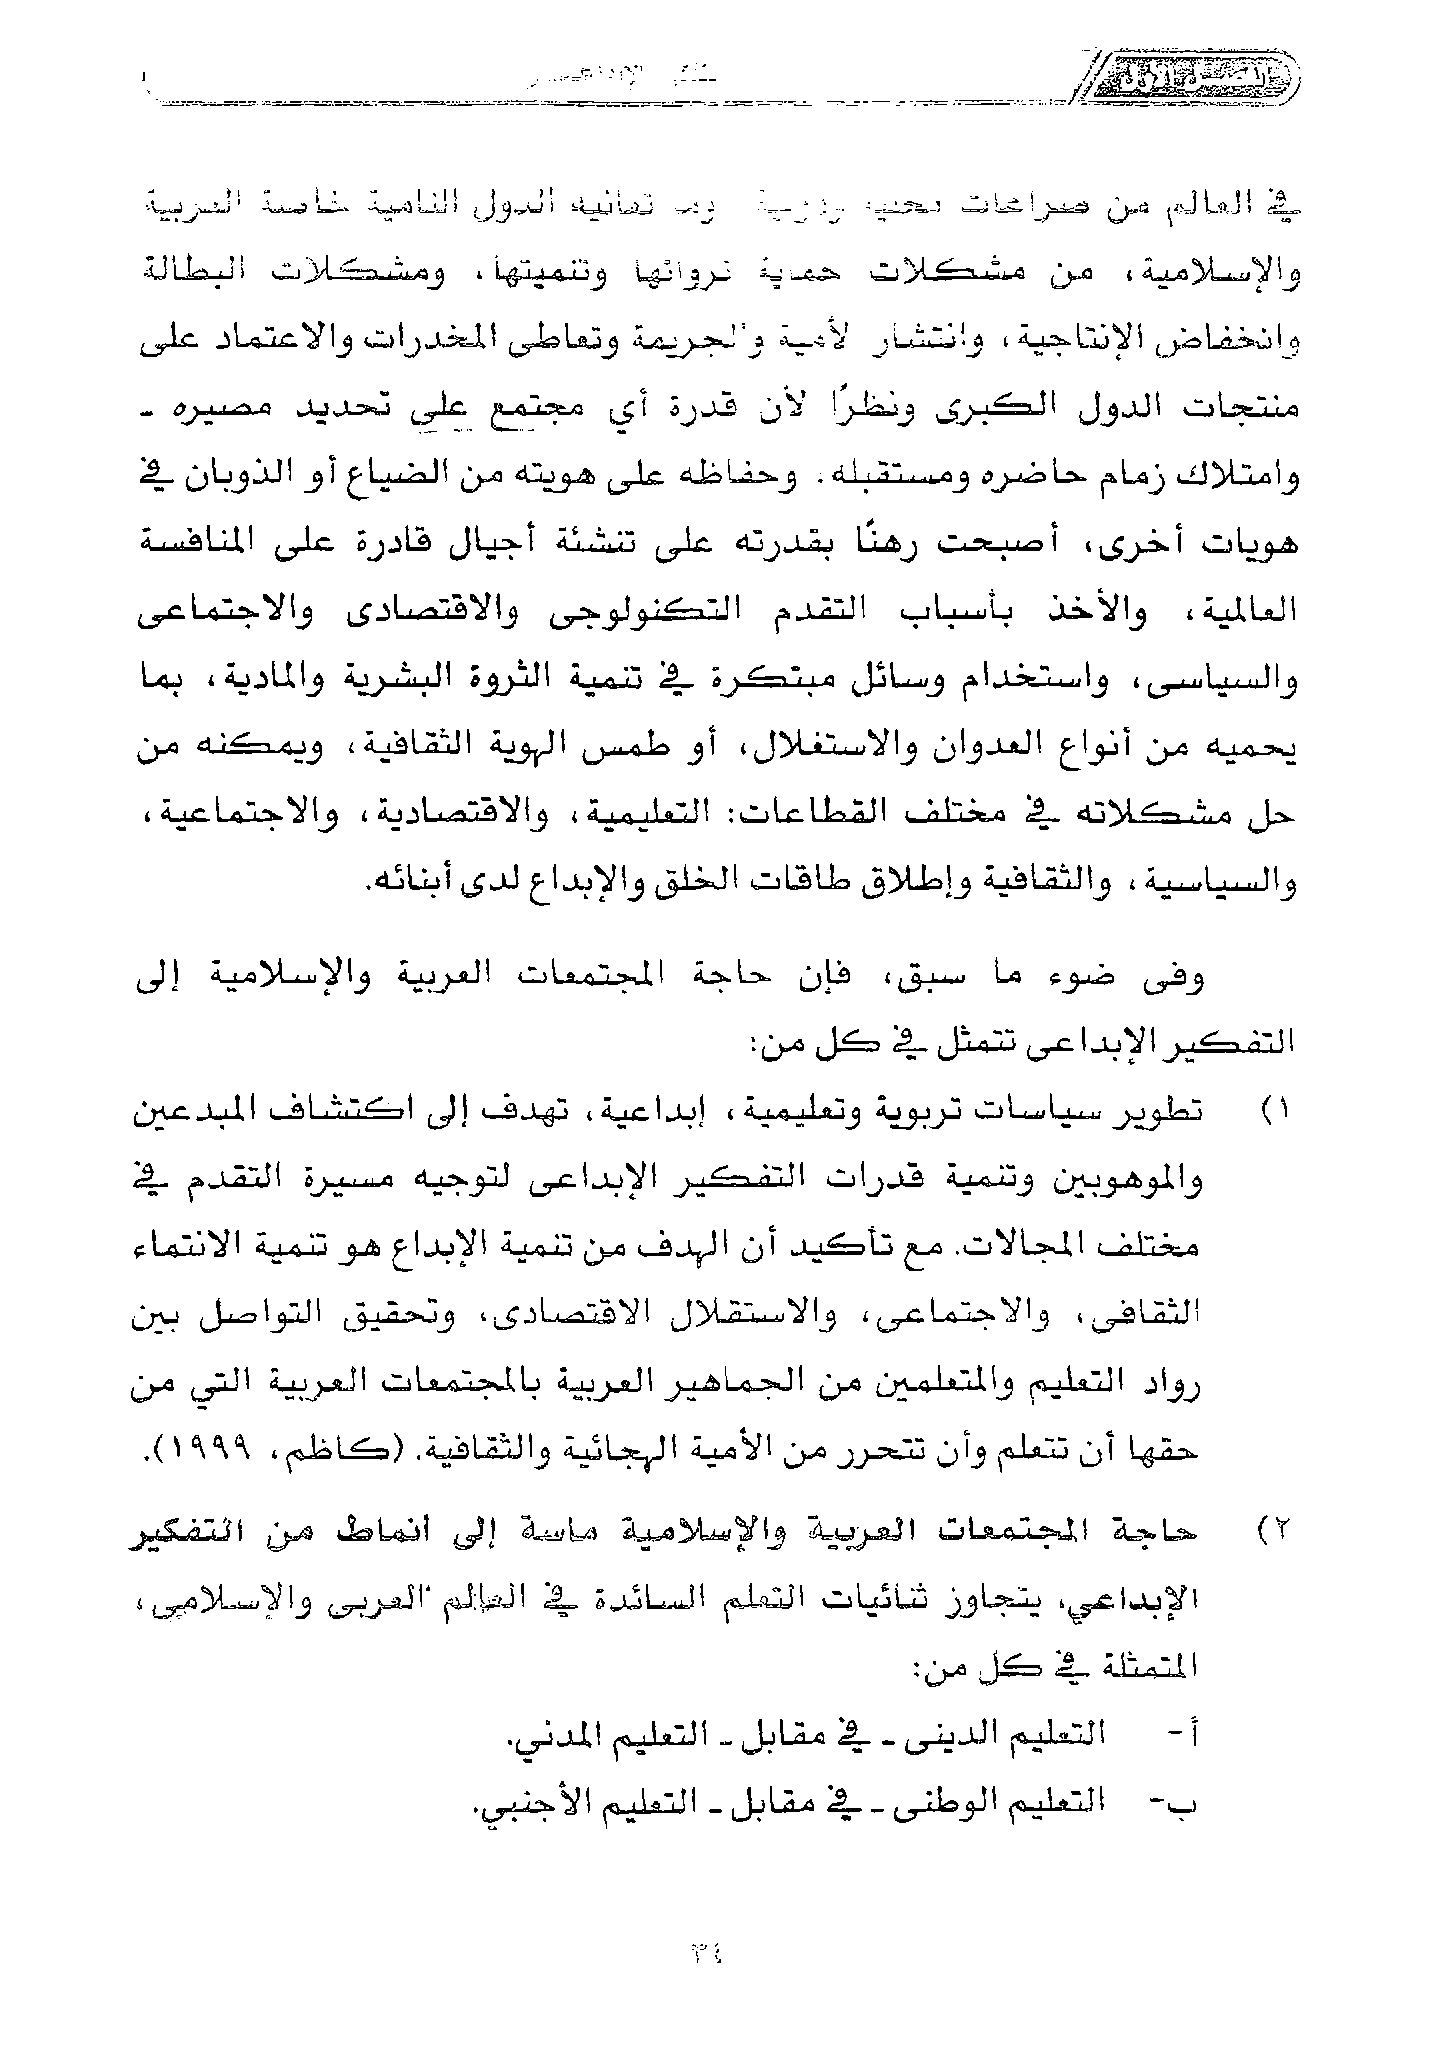 الفصل الأول
في العالم من صراعات وما تعانيه الدول النامية خاصة العربية
والإسلامية، من مشكلات حماية ثرواتها وتنميتها، ومشكلات البطالة
وانخفاض الإنتاجية، وانتشار الأمية والجريمة وتعاطى المخدرات والاعتماد على
منتجات الدول الكبرى ونظرًا لأن قدرة أي مجتمع على تحديد مصيره -
وامتلاك زمام حاضره ومستقبله. وحفاظه على هويته من الضياع أو الذوبان في
هويات أخرى، أصبحت رهنًا بقدرته على تنشئة أجيال قادرة على المنافسة
العالمية، والأخذ بأسباب التقدم التكنولوجى والاقتصادى والاجتماعى
والسياسى، واستخدام وسائل مبتكرة في تنمية الثروة البشرية والمادية، بما
يحميه من أنواع العدوان والاستغلال، أو طمس الهوية الثقافية، ويمكنه من
حل مشكلاته في مختلف القطاعات: التعليمية، والاقتصادية، والاجتماعية،
والسياسية، والثقافية وإطلاق طاقات الخلق والإبداع لدى أبنائه.
وفى ضوء ما سبق، فإن حاجة المجتمعات العربية والإسلامية إلى
التفكير الإبداعى تتمثل في كل من:
١) تطوير سياسات تربوية وتعليمية، إبداعية، تهدف إلى اكتشاف المبدعين
والموهوبين وتنمية قدرات التفكير الإبداعى لتوجيه مسيرة التقدم في
مختلف المجالات. مع تأكيد أن الهدف من تنمية الإبداع هو تنمية الانتماء
الثقافى، والاجتماعى، والاستقلال الاقتصادى، وتحقيق التواصل بين
رواد التعليم والمتعلمين من الجماهير العربية بالمجتمعات العربية التي من
حقها أن تتعلم وأن تتحرر من الأمية الهجائية والثقافية. (كاظم، ١٩٩٩).
٢) حاجة المجتمعات العربية والإسلامية ماسة إلى أنماط من التفكير
الإبداعي، يتجاوز ثنائيات التعلم السائدة في العالم العربى والإسلامى،
المتمثلة في كل من:
أ- التعليم الدينى - في مقابل - التعليم المدني.
ب- التعليم الوطنى - في مقابل - التعليم الأجنبي.
٣٤